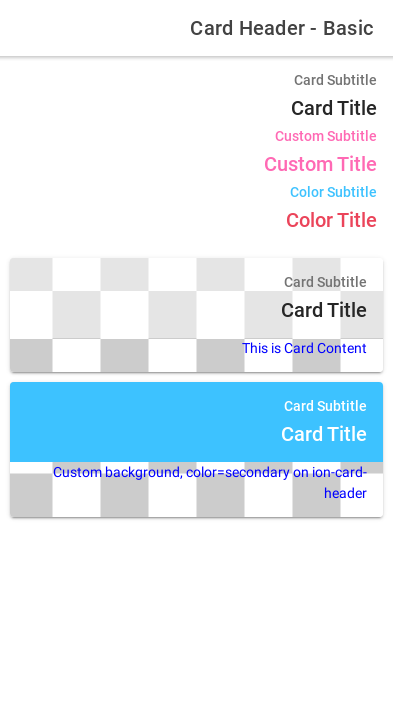 Card Header - Basic
Card Subtitle
Card Title
Custom Subtitle
Custom Title
Color Subtitle
Color Title
Card Subtitle
Card Title
This is Card Content
Card Subtitle
Card Title
Custom background, color=secondary on ion-card-
header